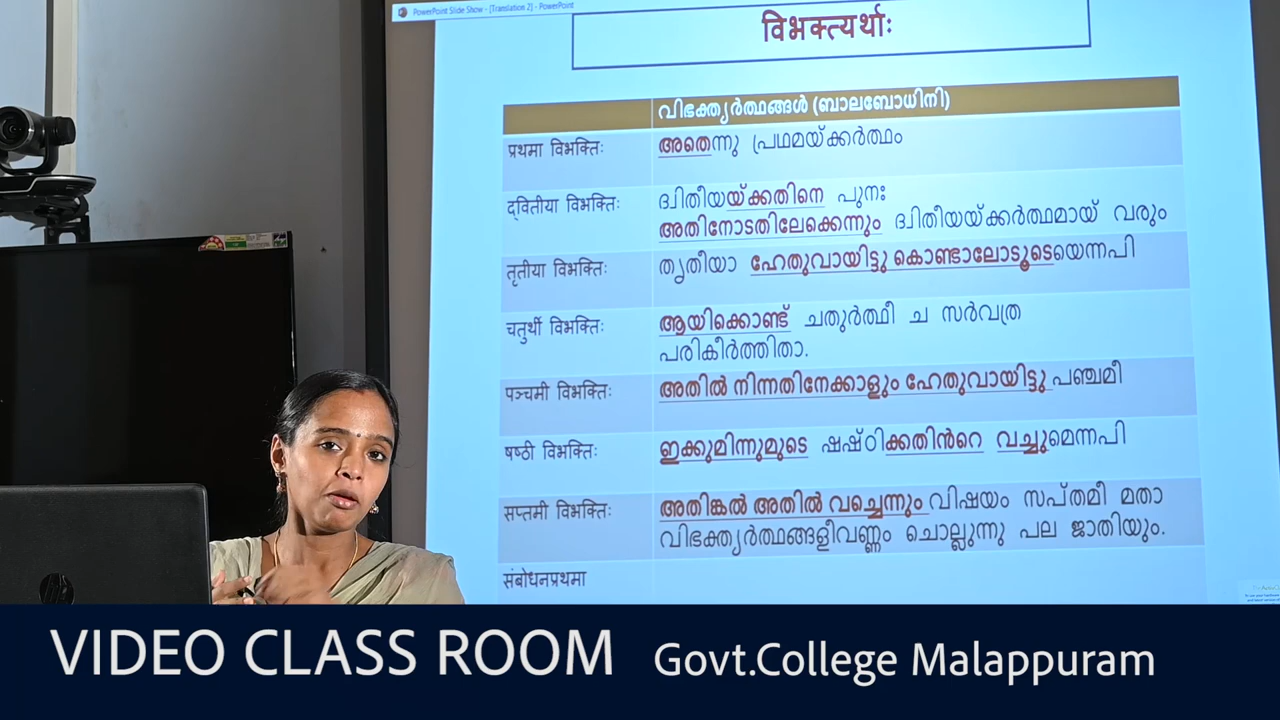 PowerPoint Slide Show - [Translation 2] - PowerPoint
विभक्त्यर्थाः
വിഭക്ത്യർത്ഥങ്ങൾ (ബാലബോധിനി)
प्रथमा विभक्तिः
അതെന്നു പ്രഥമയ്ക്കർത്ഥം
द्वितीया विभक्तिः
ദ്വിതീയയ്ക്കതിനെ പുനഃ
അതിനോടതിലേക്കെന്നും ദ്വിതീയയ്ക്കർത്ഥമായ് വരും
तृतीया विभक्तिः
തൃതീയാ ഹേതുവായിട്ടു കൊണ്ടാലോടൂടെയെന്നപി
चतुर्थी विभक्तिः
ആയിക്കൊണ്ട് ചതുർത്ഥീ ച സർവത്ര
പരികീർത്തിതാ.
पञ्चमी विभक्तिः
അതിൽ നിന്നതിനേക്കാളും ഹേതുവായിട്ടു പഞ്ചമീ
षष्ठी विभक्तिः
ഇക്കുമിന്നുമുടെ ഷഷ്ഠിക്കതിൻറെ വച്ചുമെന്നപി
सप्तमी विभक्तिः
അതിങ്കൽ അതിൽ വച്ചെന്നും വിഷയം സപ്തമീ മതാ
വിഭക്ത്യർത്ഥങ്ങളീവണ്ണം ചൊല്ലുന്നു പല ജാതിയും.
संबोधनप्रथमा
VIDEO CLASS ROOM Govt.College Malappuram